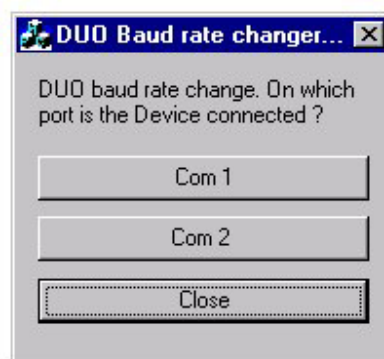 DUO Baud rate changer...
DUO baud rate change. On which
port is the Device connected ?
Com 1
Com 2
Close